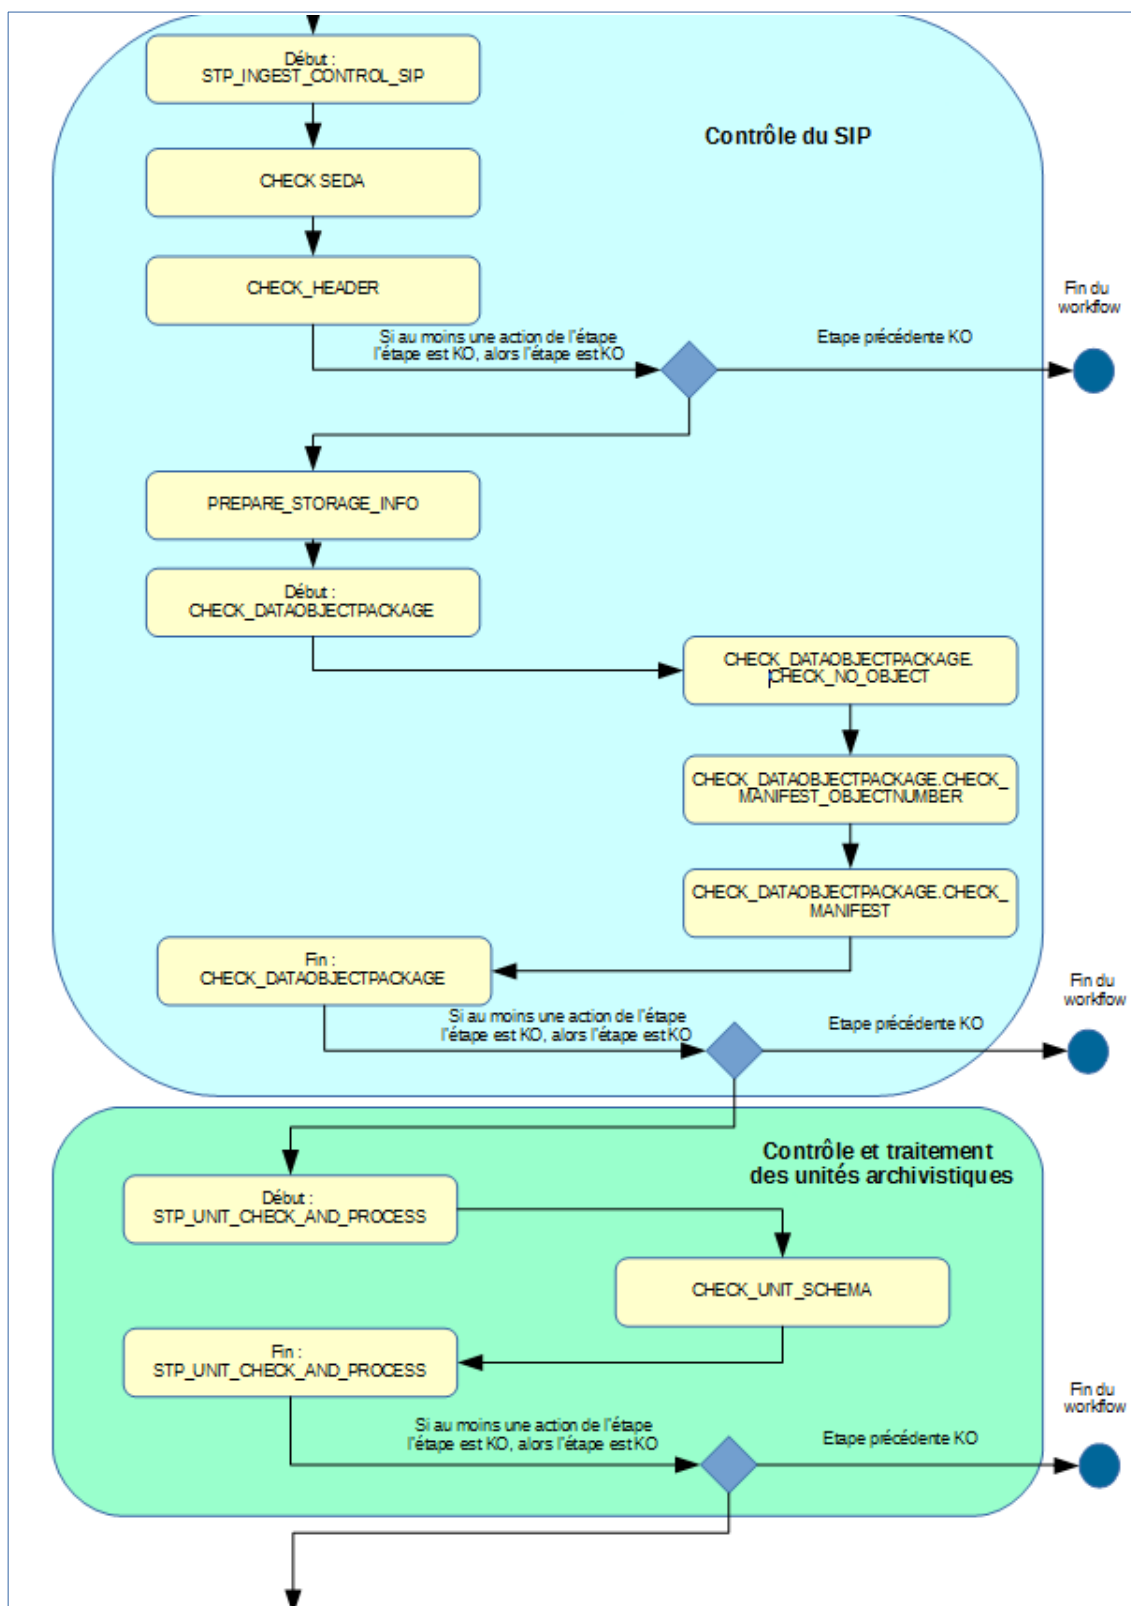 Début :
STP_INGEST_CONTROL_SIP
Contrôle du SIP
CHECK SEDA
CHECK_HEADER
Fin du
workflow
Si au moins une action de l'étape
l'étape est KO, alors l'étape est KO
Etape précédente KO
PREPARE_STORAGE_INFO
Début :
CHECK_DATAOBJECTPACKAGE
CHECK_DATAOBJECTPACKAGE.
CHECK_NO_OBJECT
CHECK_DATAOBJECTPACKAGE.CHECK_
MANIFEST_OBJECTNUMBER
CHECK_DATAOBJECTPACKAGE.CHECK_
MANIFEST
Fin :
CHECK_DATAOBJECTPACKAGE
Fin du
workflow
Si au moins une action de l'étape
l'étape est KO, alors l'étape est KO
Etape précédente KO
Contrôle et traitement
des unités archivistiques
Début :
STP_UNIT_CHECK_AND_PROCESS
CHECK_UNIT_SCHEMA
Fin :
STP_UNIT_CHECK_AND_PROCESS
Fin du
workflow
Si au moins une action de l'étape
l'étape est KO, alors l'étape est KO
Etape précédente KO